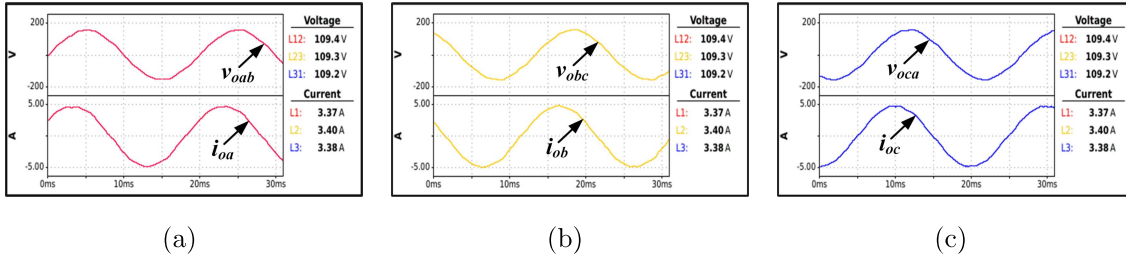 200
V
-200
5.00
A
-5.00
0ms 10ms 20ms 30ms
v_oab
i_oa
Voltage
L12: 109.4 V
L23: 109.3 V
L31: 109.2 V
Current
L1: 3.37 A
L2: 3.40 A
L3: 3.38 A
(a)
200
V
-200
5.00
A
-5.00
0ms 10ms 20ms 30ms
v_obc
i_ob
Voltage
L12: 109.4 V
L23: 109.3 V
L31: 109.2 V
Current
L1: 3.37 A
L2: 3.40 A
L3: 3.38 A
(b)
200
V
-200
5.00
A
-5.00
0ms 10ms 20ms 30ms
v_oca
i_oc
Voltage
L12: 109.4 V
L23: 109.3 V
L31: 109.2 V
Current
L1: 3.37 A
L2: 3.40 A
L3: 3.38 A
(c)